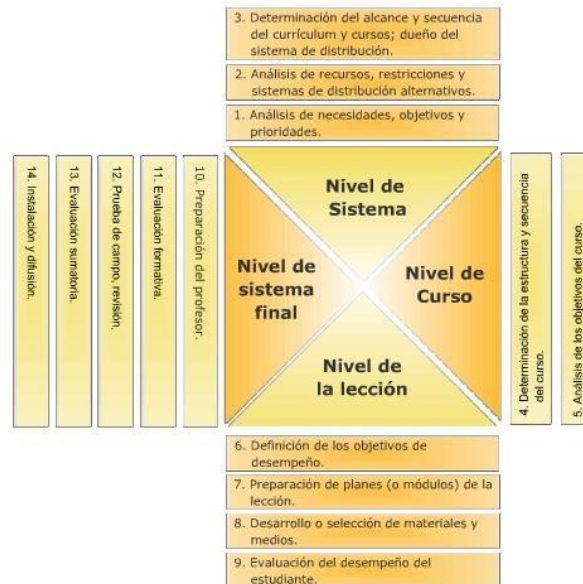 3. Determinación del alcance y secuencia
del currículum y cursos; dueño del
sistema de distribución.
2. Análisis de recursos, restricciones y
sistemas de distribución alternativos.
1. Análisis de necesidades, objetivos y
prioridades.
14. Instalación y difusión.
13. Evaluación sumatoria.
12. Prueba de campo, revisión.
11. Evaluación formativa.
10. Preparación del profesor.
Nivel de
Sistema
Nivel de
sistema
final
Nivel de
Curso
Nivel de
la lección
4. Determinación de la estructura y secuencia
del curso.
5. Análisis de los objetivos del curso.
6. Definición de los objetivos de
desempeño.
7. Preparación de planes (o módulos) de la
lección.
8. Desarrollo o selección de materiales y
medios.
9. Evaluación del desempeño del
estudiante.